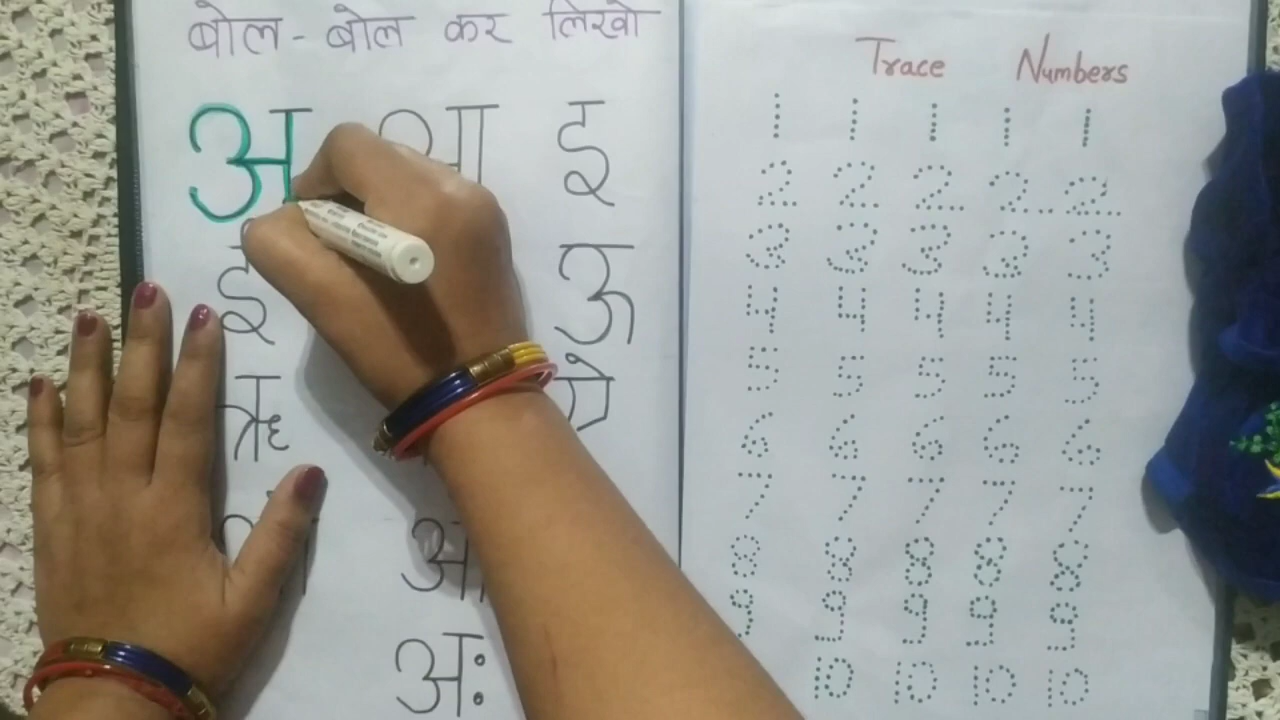 बोल - बोल कर लिखो
अ आ इ
ऊ
ऋ
अः
Trace Numbers
1 1 1 1 1
2 2 2 2 2
3 3 3 3 3
4 4 4 4 4
5 5 5 5 5
6 6 6 6 6
7 7 7 7 7
8 8 8 8 8
9 9 9 9 9
10 10 10 10